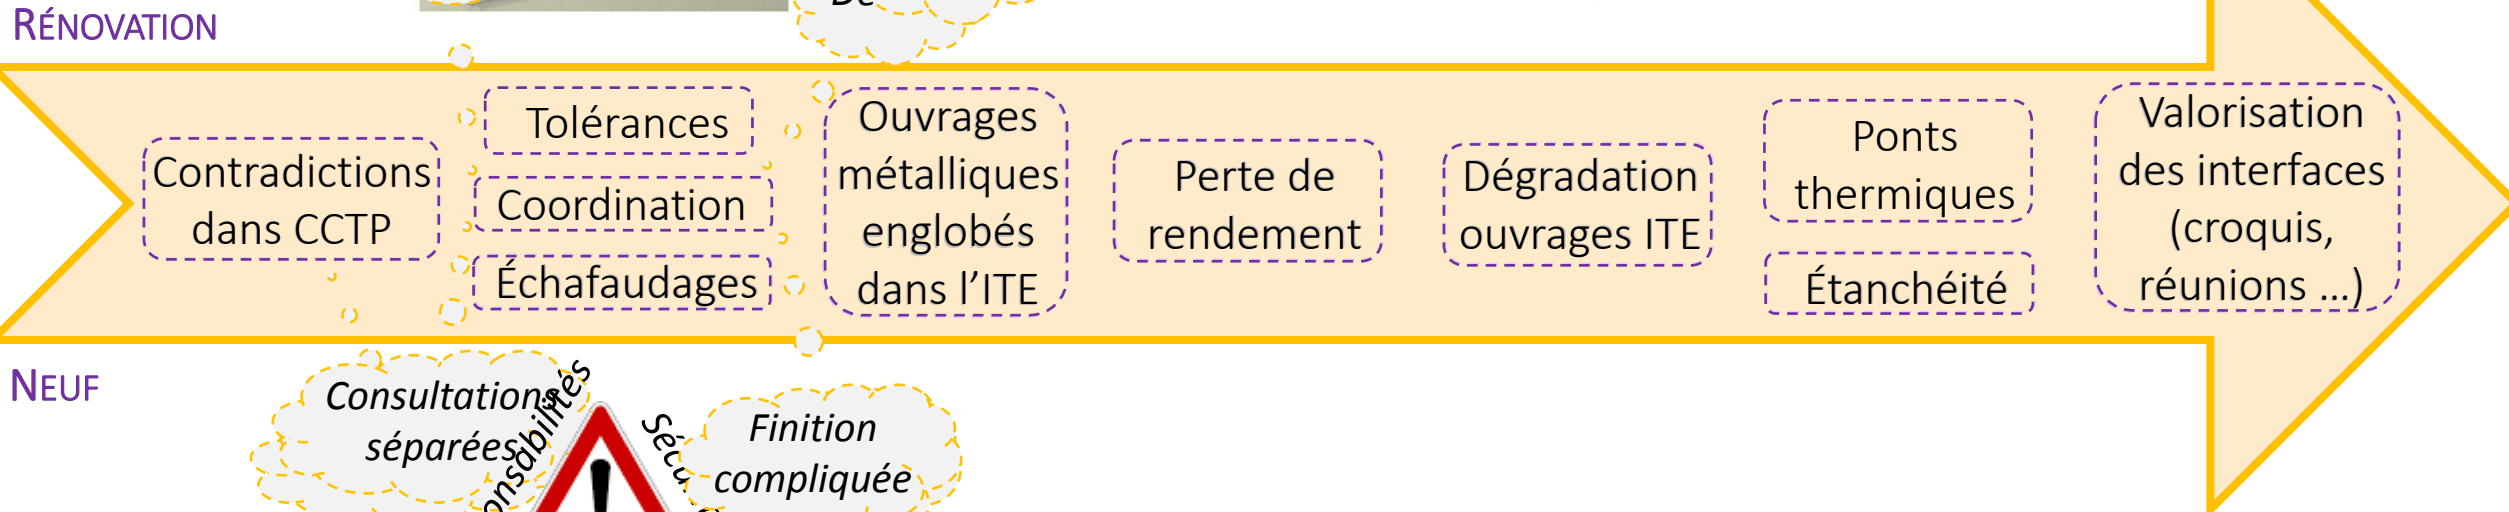 RÉNOVATION
Contradictions
dans CCTP
Tolérances
Coordination
Échafaudages
Ouvrages
métalliques
englobés
dans l’ITE
Perte de
rendement
Dégradation
ouvrages ITE
Ponts
thermiques
Étanchéité
Valorisation
des interfaces
(croquis,
réunions ...)
NEUF
Consultations
séparées
Finition
compliquée